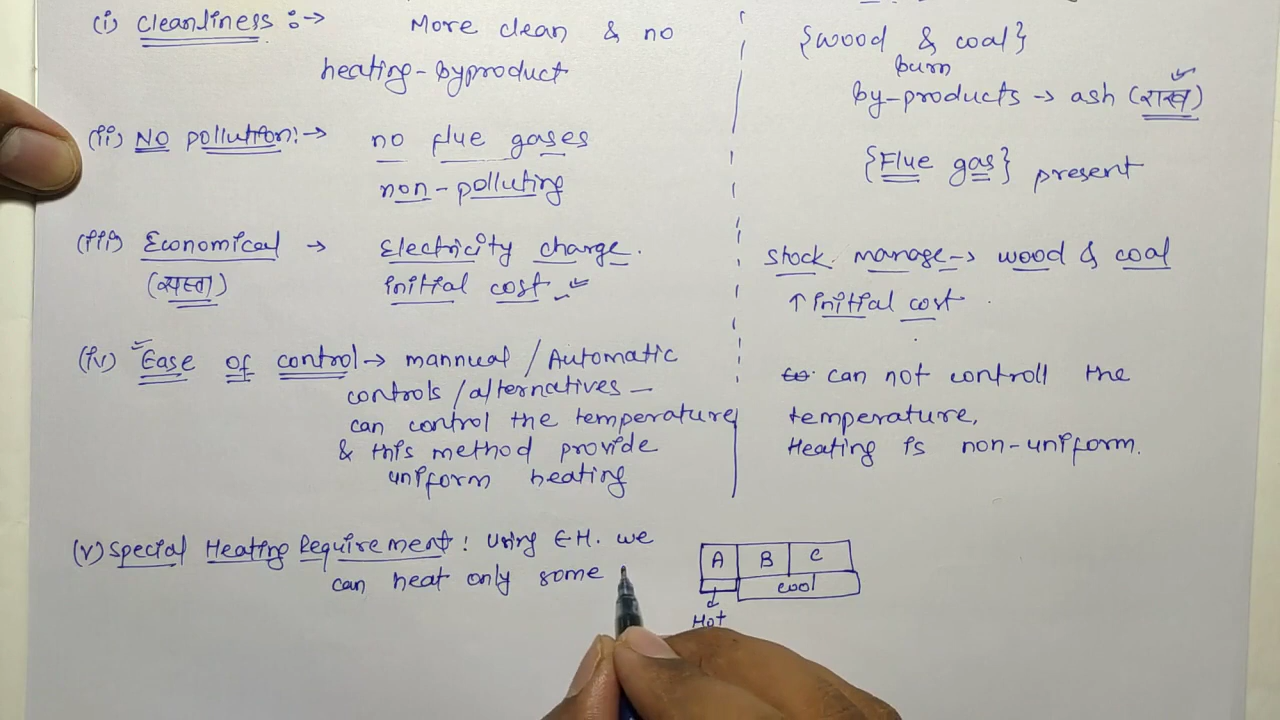 (i) cleanliness :→ More clean & no
heating-byproduct
(ii) No pollution:→ no flue gases
non-polluting
(iii) Economical → Electricity charge.
(सस्ता) initial cost
(iv) Ease of control → mannual / Automatic
controls / alternatives –
can control the temperature
& this method provide
uniform heating
{wood & coal}
burn
by-products → ash (राख)
{Flue gas} present
stock manage → wood & coal
↑ initial cost
can not controll the
temperature,
Heating is non-uniform.
(v) Special Heating Requirement: Using E.H. we
can heat only some
A B C
cool
Hot